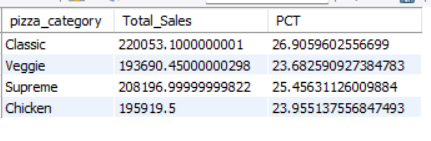 pizza_category Total_Sales PCT
Classic 220053.1000000001 26.9059602556699
Veggie 193690.45000000298 23.682590927384783
Supreme 208196.99999999822 25.45631126009884
Chicken 195919.5 23.955137556847493